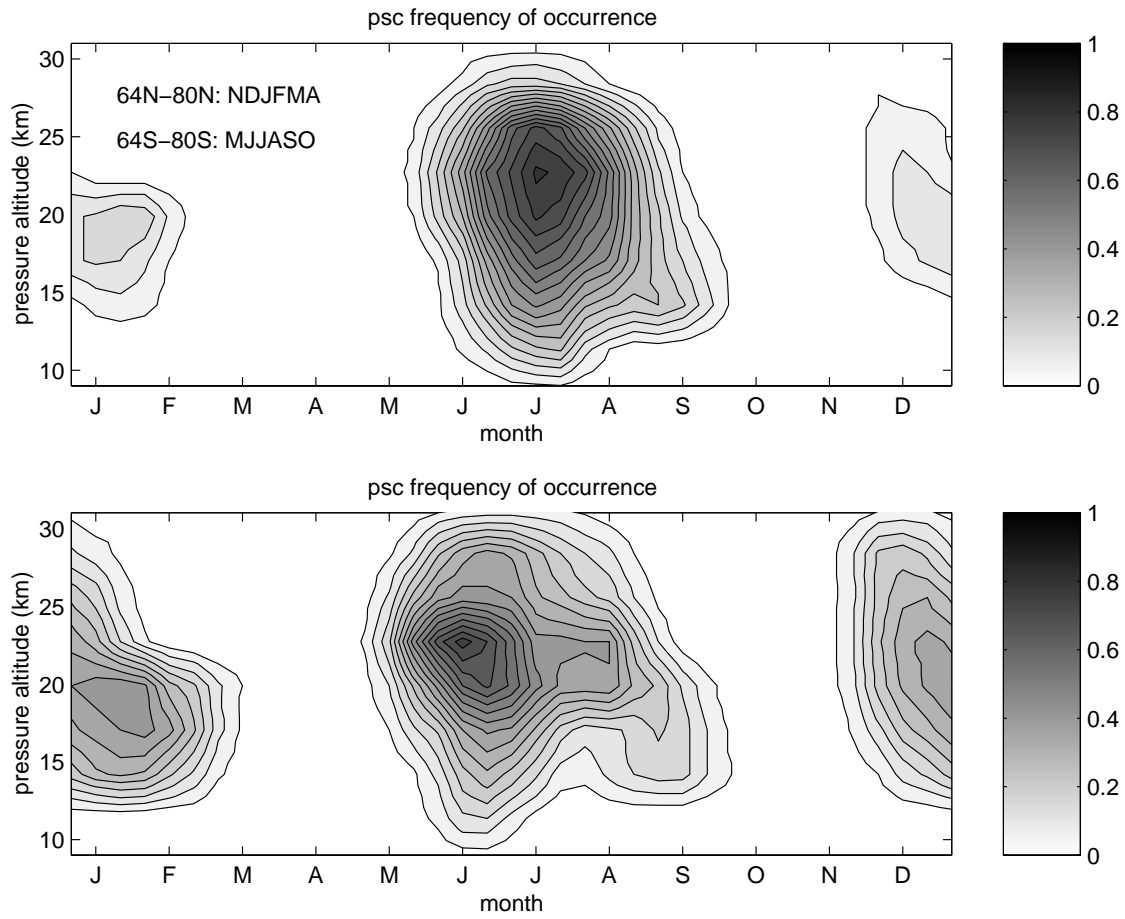 psc frequency of occurrence
30
25
20
15
10
pressure altitude (km)
64N−80N: NDJFMA
64S−80S: MJJASO
J F M A M J J A S O N D
month
1
0.8
0.6
0.4
0.2
0
psc frequency of occurrence
30
25
20
15
10
pressure altitude (km)
J F M A M J J A S O N D
month
1
0.8
0.6
0.4
0.2
0